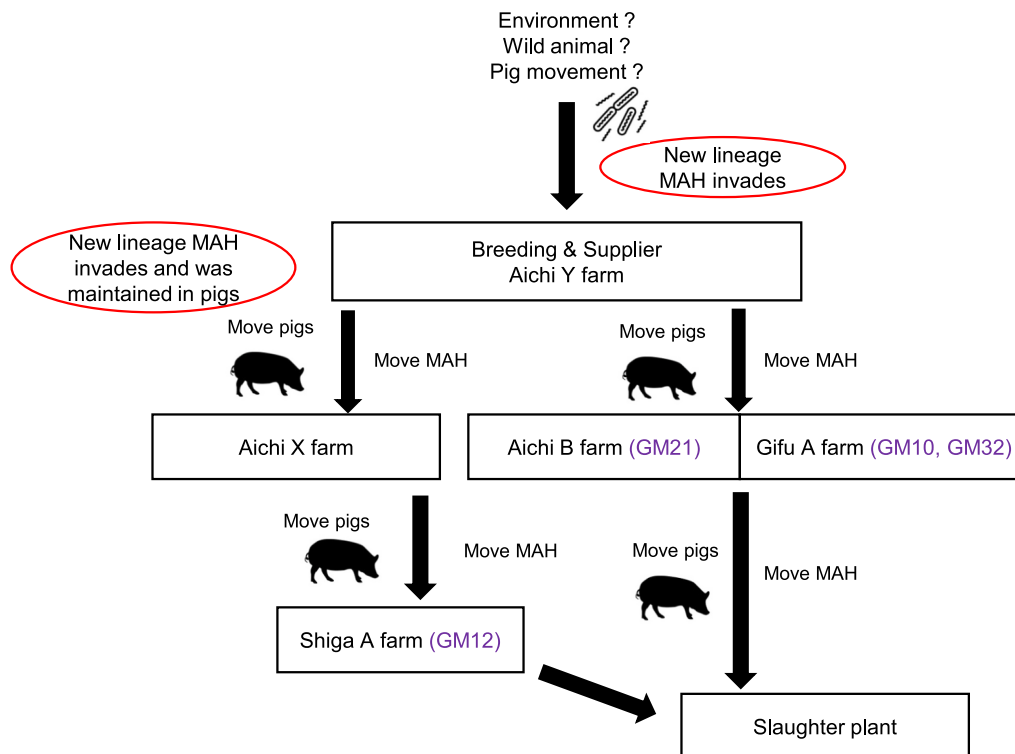 Environment ?
Wild animal ?
Pig movement ?
New lineage
MAH invades
New lineage MAH
invades and was
maintained in pigs
Breeding & Supplier
Aichi Y farm
Move pigs
Move MAH
Move pigs
Move MAH
Aichi X farm
Aichi B farm (GM21)
Gifu A farm (GM10, GM32)
Move pigs
Move MAH
Move pigs
Move MAH
Shiga A farm (GM12)
Slaughter plant